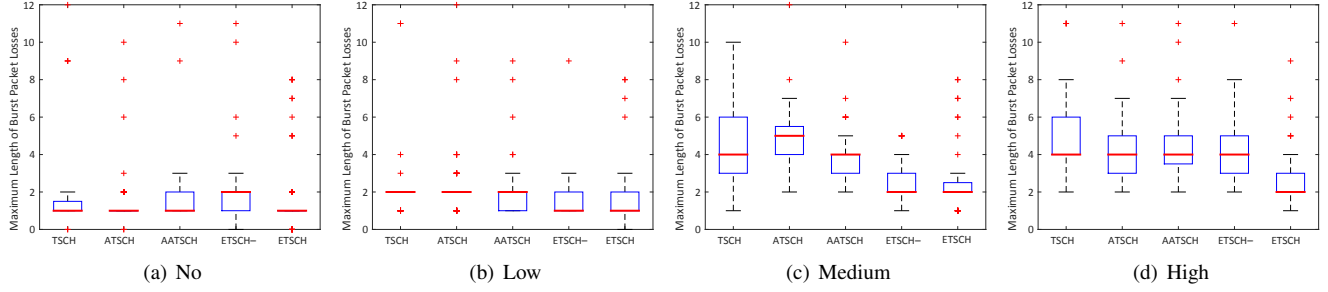 Maximum Length of Burst Packet Losses
12
10
8
6
4
2
0
TSCH ATSCH AATSCH ETSCH– ETSCH
(a) No
Maximum Length of Burst Packet Losses
12
10
8
6
4
2
0
TSCH ATSCH AATSCH ETSCH– ETSCH
(b) Low
Maximum Length of Burst Packet Losses
12
10
8
6
4
2
0
TSCH ATSCH AATSCH ETSCH– ETSCH
(c) Medium
Maximum Length of Burst Packet Losses
12
10
8
6
4
2
0
TSCH ATSCH AATSCH ETSCH– ETSCH
(d) High